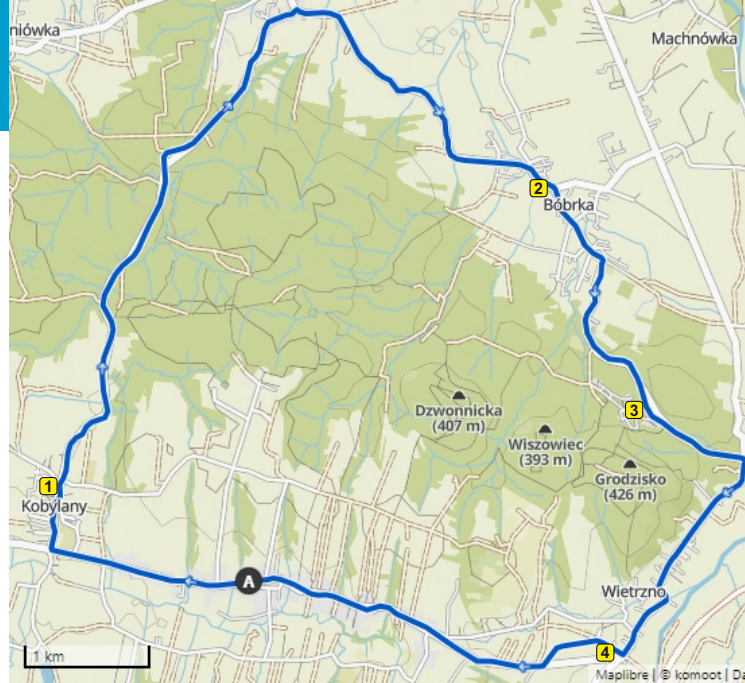 niówka
Machnówka
2
Bóbrka
Dzwonnicka
(407 m)
3
Wiszowiec
(393 m)
Grodzisko
(426 m)
1
Kobylany
A
Wietrzno
4
1 km
Maplibre | © komoot | Da